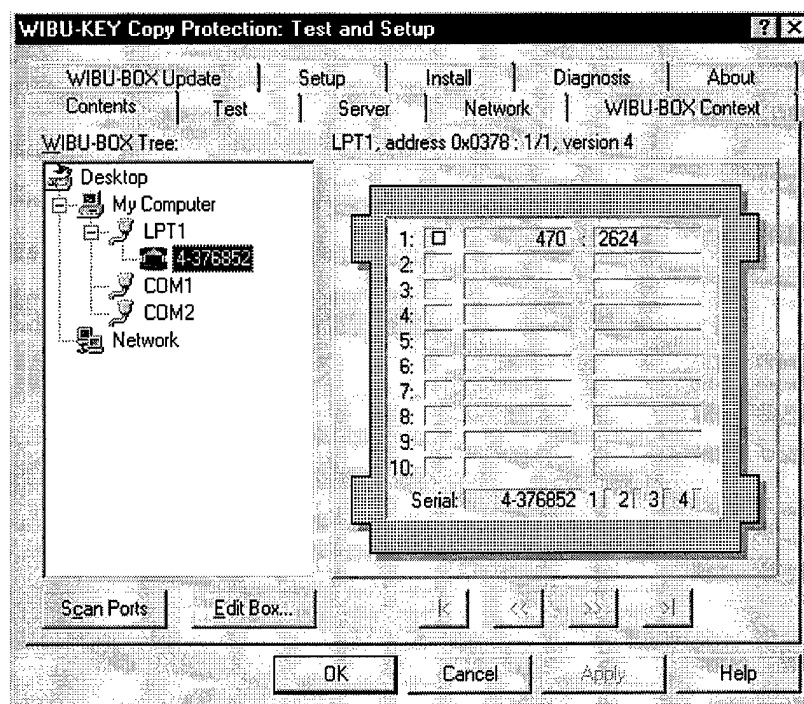 WIBU-KEY Copy Protection: Test and Setup ? X
WIBU-BOX Update Setup Install Diagnosis About
Contents Test Server Network WIBU-BOX Context
WIBU-BOX Tree: LPT1, address 0x0378 : 1/1, version 4
Desktop
My Computer
LPT1
4-376852
COM1
COM2
Network
1: 470 : 2624
2:
3:
4:
5:
6:
7:
8:
9:
10:
Serial: 4-376852 1 2 3 4
Scan Ports Edit Box... |< << >> >|
OK Cancel Apply Help